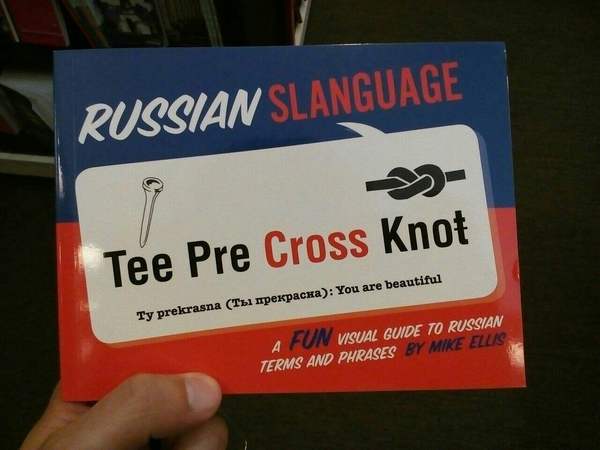 RUSSIAN SLANGUAGE
Tee Pre Cross Knot
Ty prekrasna (Ты прекрасна): You are beautiful
A FUN VISUAL GUIDE TO RUSSIAN
TERMS AND PHRASES BY MIKE ELLIS